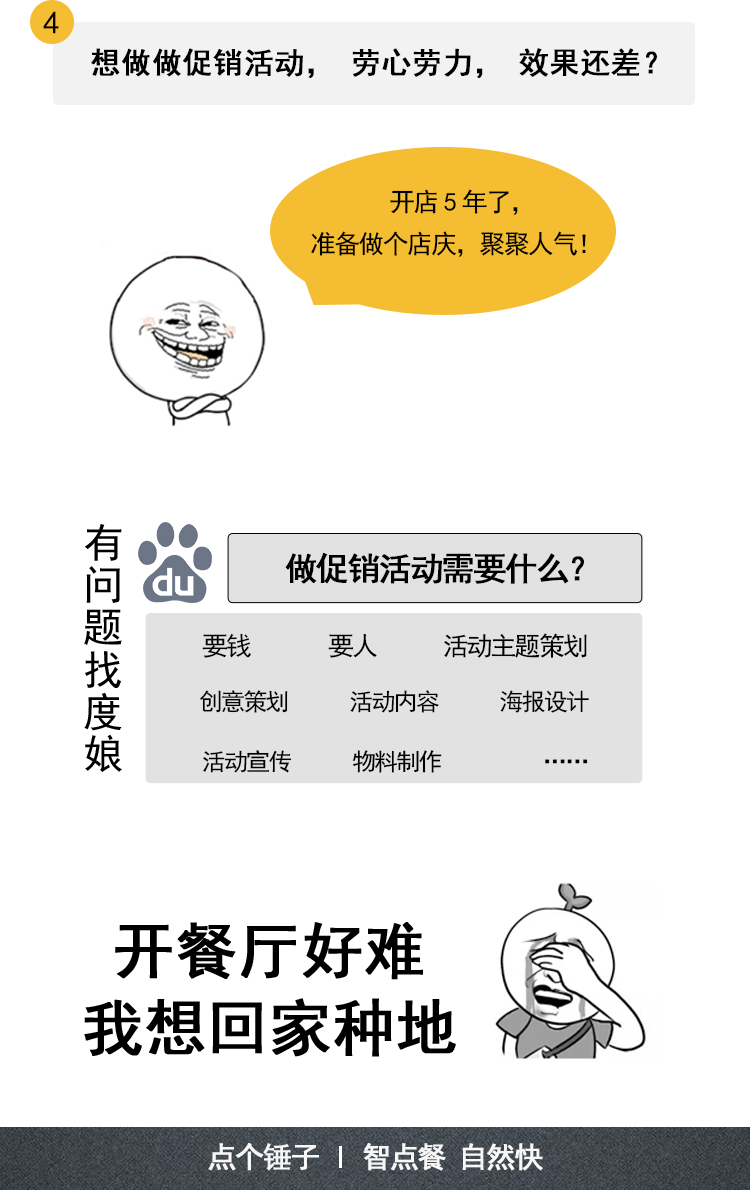 4
想做做促销活动， 劳心劳力， 效果还差？
开店5年了，
准备做个店庆，聚聚人气！
有问题找度娘
du
做促销活动需要什么？
要钱 要人 活动主题策划
创意策划 活动内容 海报设计
活动宣传 物料制作 ……
开餐厅好难
我想回家种地
点个锤子 | 智点餐 自然快